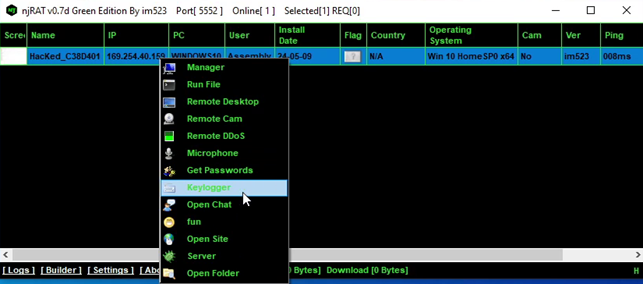 njRAT v0.7d Green Edition By im523 Port[ 5552 ] Online[ 1 ] Selected[1] REQ[0]
Scree Name IP PC User Install Date Flag Country Operating System Cam Ver Ping
HacKed_C38D401 169.254.40.159 WINDOWS10 Assembly 24-05-09 N/A Win 10 HomeSP0 x64 No im523 008ms
Manager
Run File
Remote Desktop
Remote Cam
Remote DDoS
Microphone
Get Passwords
Keylogger
Open Chat
fun
Open Site
Server
Open Folder
[ Logs ] [ Builder ] [ Settings ] [ Abo 0 Bytes] Download [0 Bytes] H